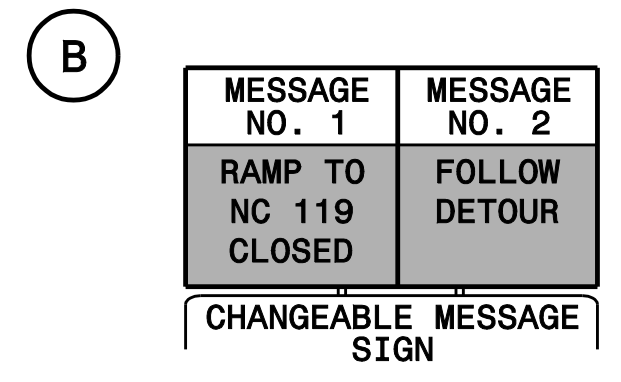 B
MESSAGE NO. 1
MESSAGE NO. 2
RAMP TO
NC 119
CLOSED
FOLLOW
DETOUR
CHANGEABLE MESSAGE
SIGN